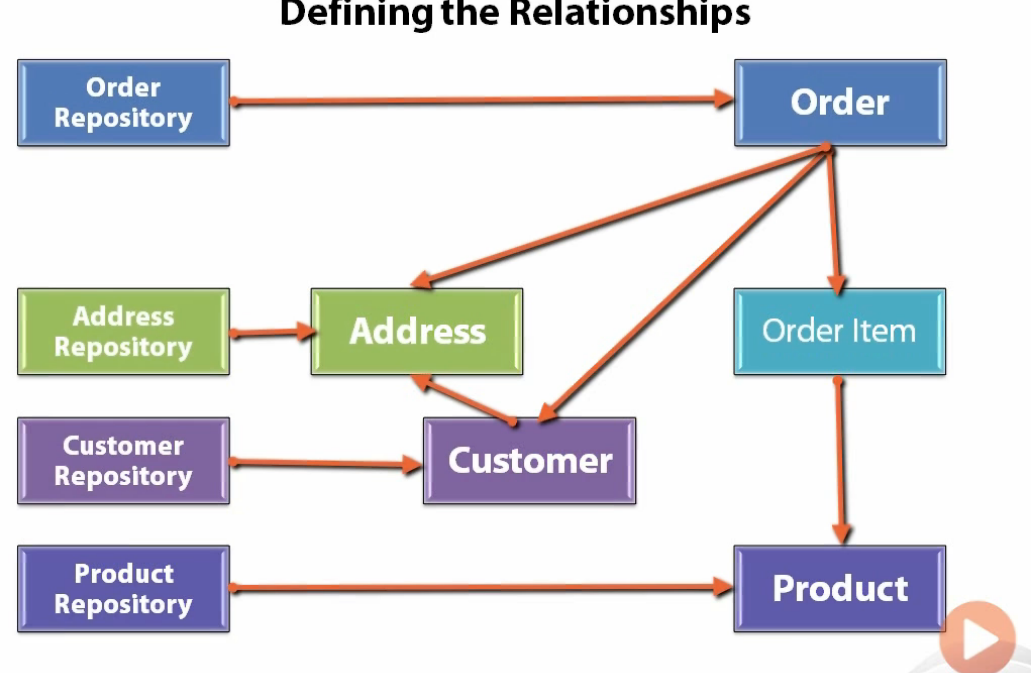 Defining the Relationships
Order
Repository
Order
Address
Repository
Address
Order Item
Customer
Repository
Customer
Product
Repository
Product